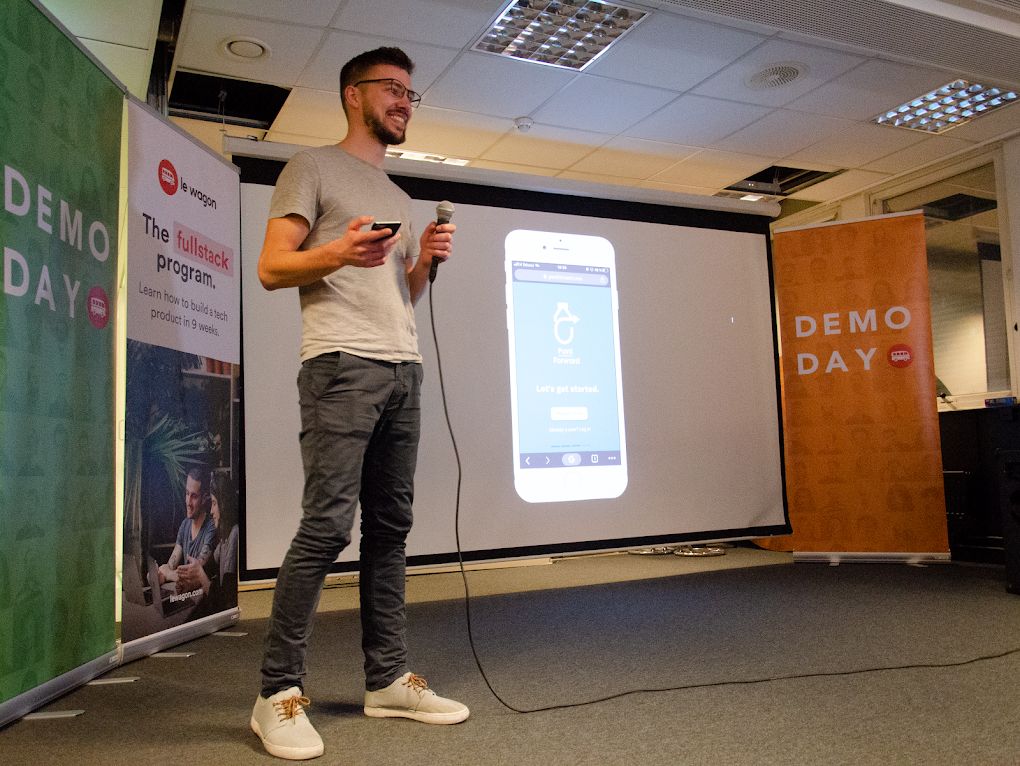 DEMO
DAY
le wagon
The fullstack
program.
Learn how to build a tech
product in 9 weeks.
lewagon.com
Forward
Let's get started.
DEMO
DAY